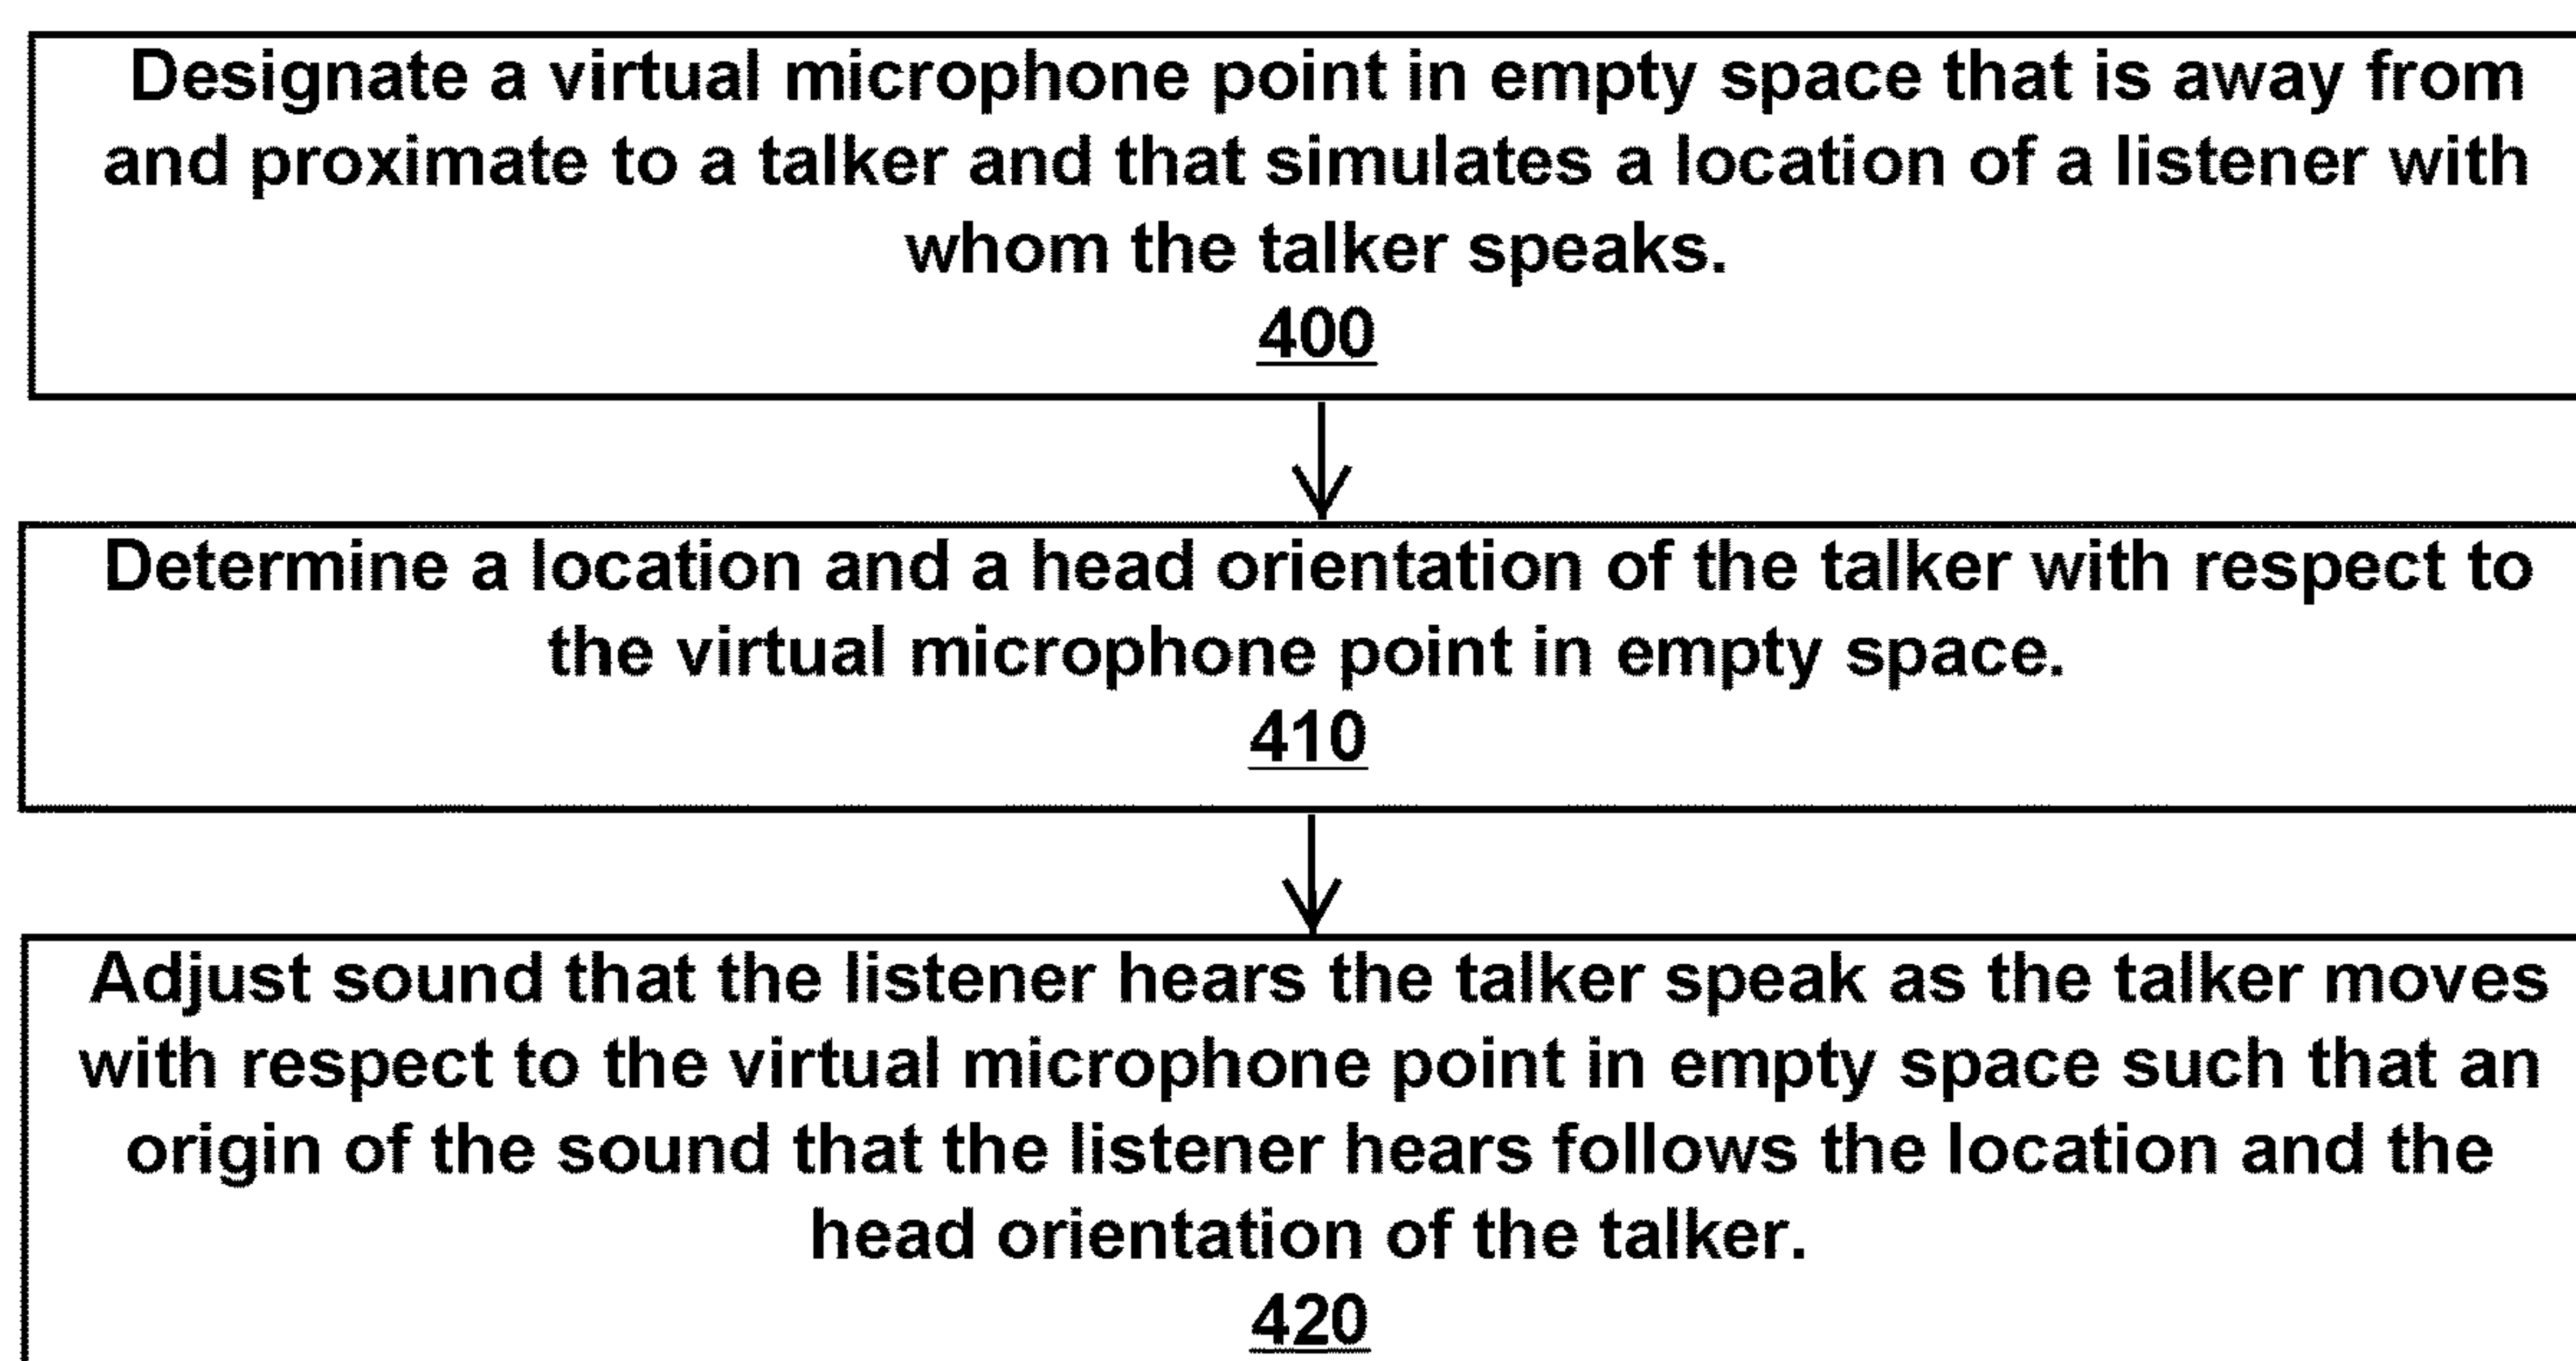 Designate a virtual microphone point in empty space that is away from
and proximate to a talker and that simulates a location of a listener with
whom the talker speaks.
400
Determine a location and a head orientation of the talker with respect to
the virtual microphone point in empty space.
410
Adjust sound that the listener hears the talker speak as the talker moves
with respect to the virtual microphone point in empty space such that an
origin of the sound that the listener hears follows the location and the
head orientation of the talker.
420